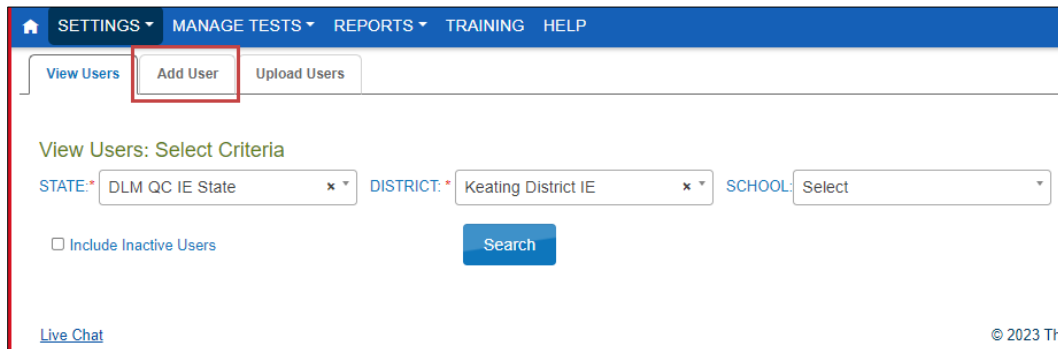 SETTINGS MANAGE TESTS REPORTS TRAINING HELP
View Users Add User Upload Users
View Users: Select Criteria
STATE:* DLM QC IE State × DISTRICT: * Keating District IE × SCHOOL: Select
Include Inactive Users Search
Live Chat © 2023 Th